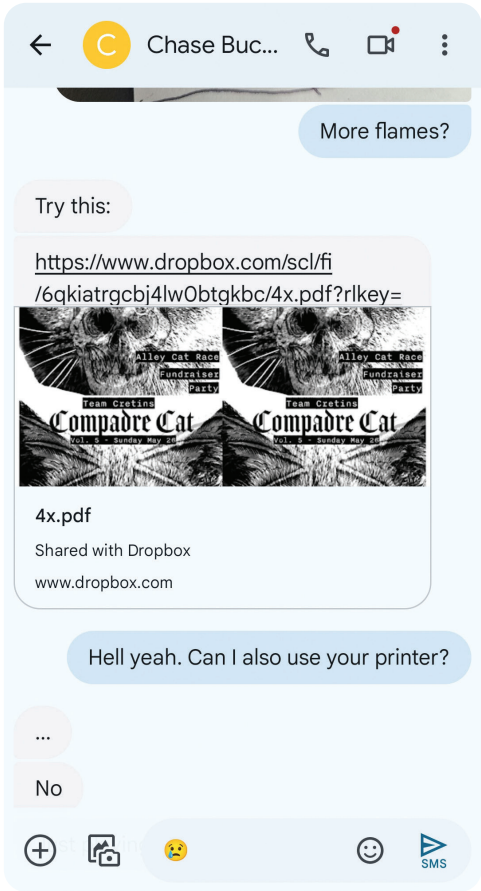 C
Chase Buc...
More flames?
Try this:
https://www.dropbox.com/scl/fi
/6qkiatrgcbj4lw0btgkbc/4x.pdf?rlkey=
Alley Cat Race
Fundraiser
Party
Team Cretins
Compadre Cat
Vol. 5 - Sunday May 26
Alley Cat Race
Fundraiser
Party
Team Cretins
Compadre Cat
Vol. 5 - Sunday May 26
4x.pdf
Shared with Dropbox
www.dropbox.com
Hell yeah. Can I also use your printer?
...
No
😢
SMS